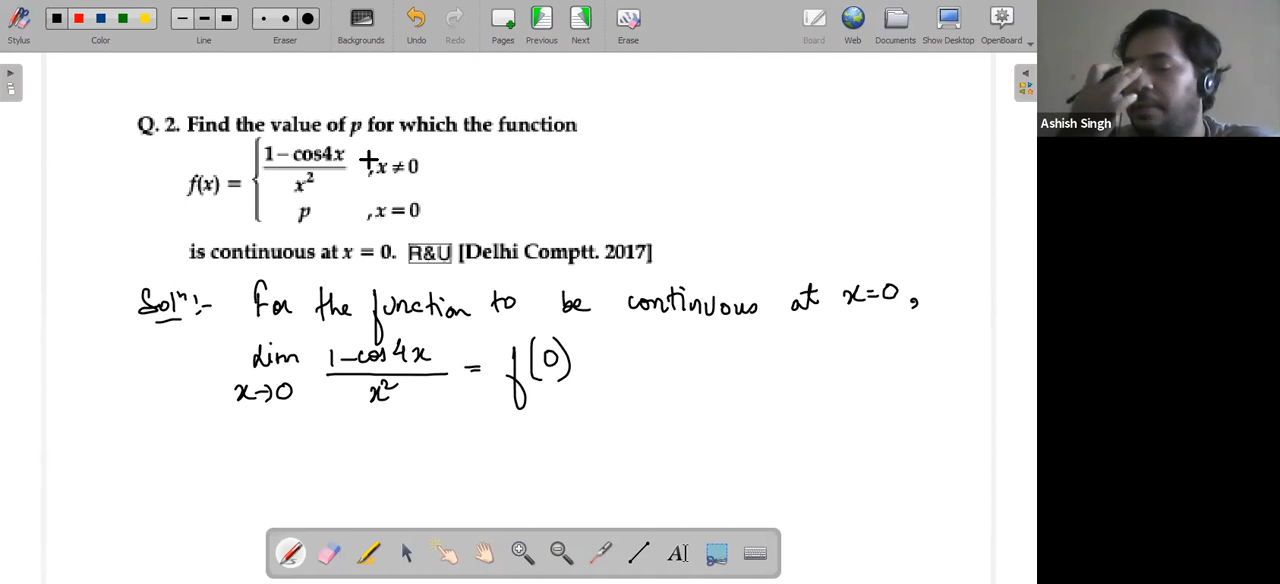 Stylus Color Line Eraser Backgrounds Undo Redo Pages Previous Next Erase Board Web Documents Show Desktop OpenBoard
Ashish Singh
Q. 2. Find the value of p for which the function
f(x) = { 1 – cos4x / x² , x ≠ 0
p , x = 0
is continuous at x = 0. R&U [Delhi Comptt. 2017]
Solⁿ:- For the function to be continuous at x=0,
lim x→0 1-cos4x / x² = f(0)
AI